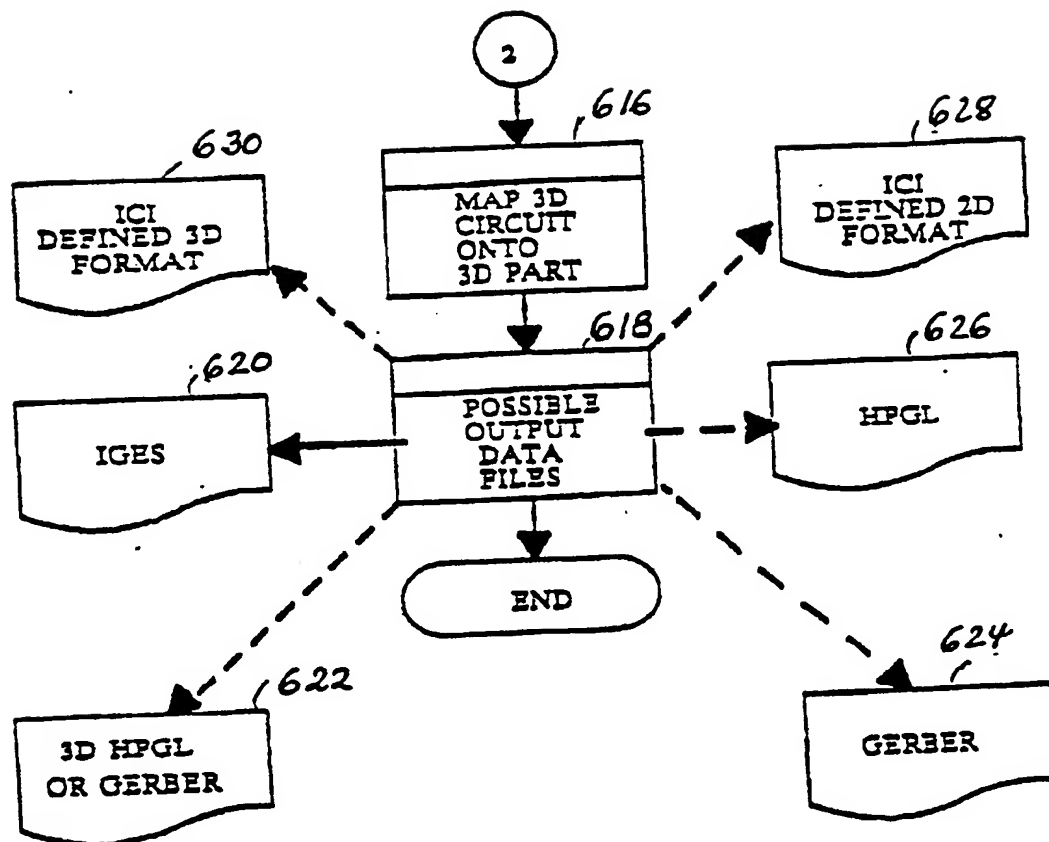 2
616
628
630
MAP 3D
CIRCUIT
ONTO
3D PART
ICI
DEFINED 3D
FORMAT
ICI
DEFINED 2D
FORMAT
618
620
626
POSSIBLE
OUTPUT
DATA
FILES
IGES
HPGL
END
622
624
3D HPGL
OR GERBER
GERBER